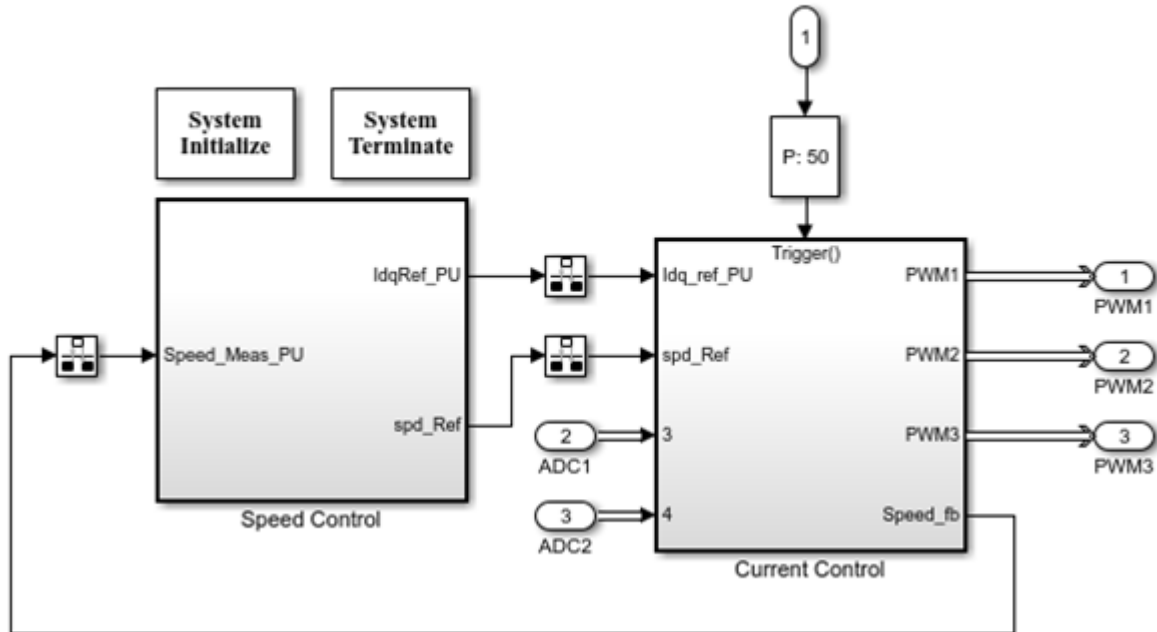 1
System
Initialize
System
Terminate
P: 50
Trigger()
IdqRef_PU
Idq_ref_PU
PWM1
1
PWM1
Speed_Meas_PU
spd_Ref
PWM2
2
PWM2
spd_Ref
2
ADC1
3
PWM3
3
PWM3
3
ADC2
4
Speed_fb
Speed Control
Current Control